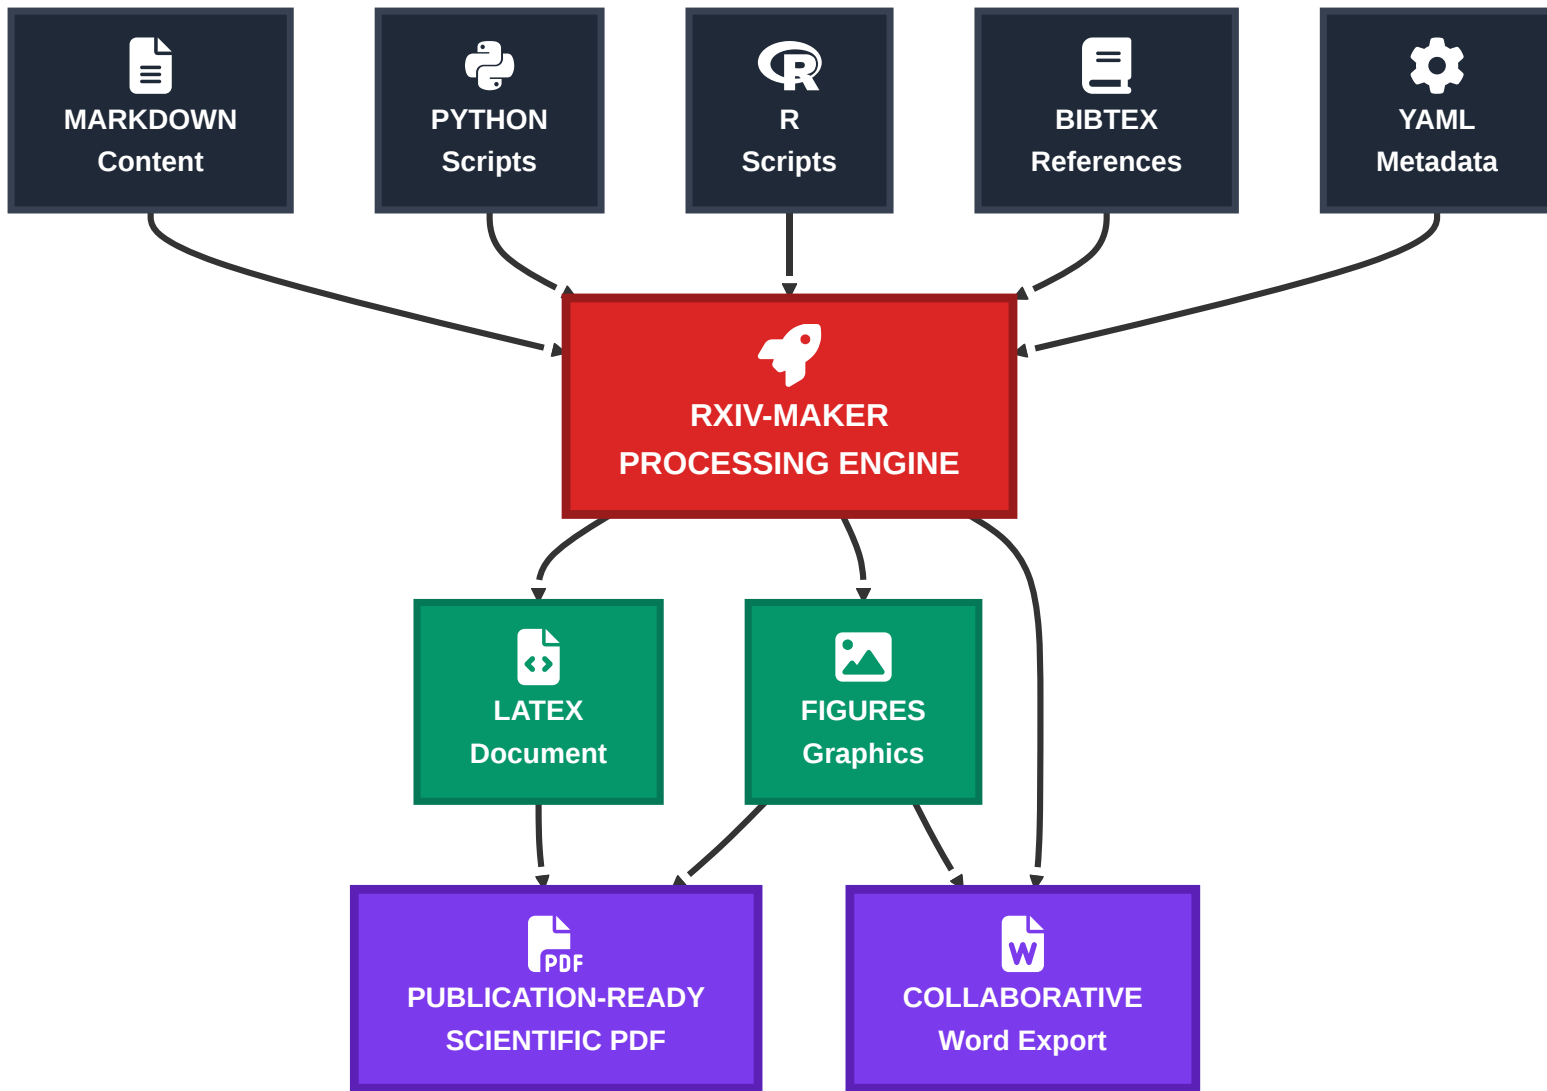 MARKDOWN
Content
PYTHON
Scripts
R
R
Scripts
BIBTEX
References
YAML
Metadata
RXIV-MAKER
PROCESSING ENGINE
LATEX
Document
FIGURES
Graphics
PDF
PUBLICATION-READY
SCIENTIFIC PDF
W
COLLABORATIVE
Word Export